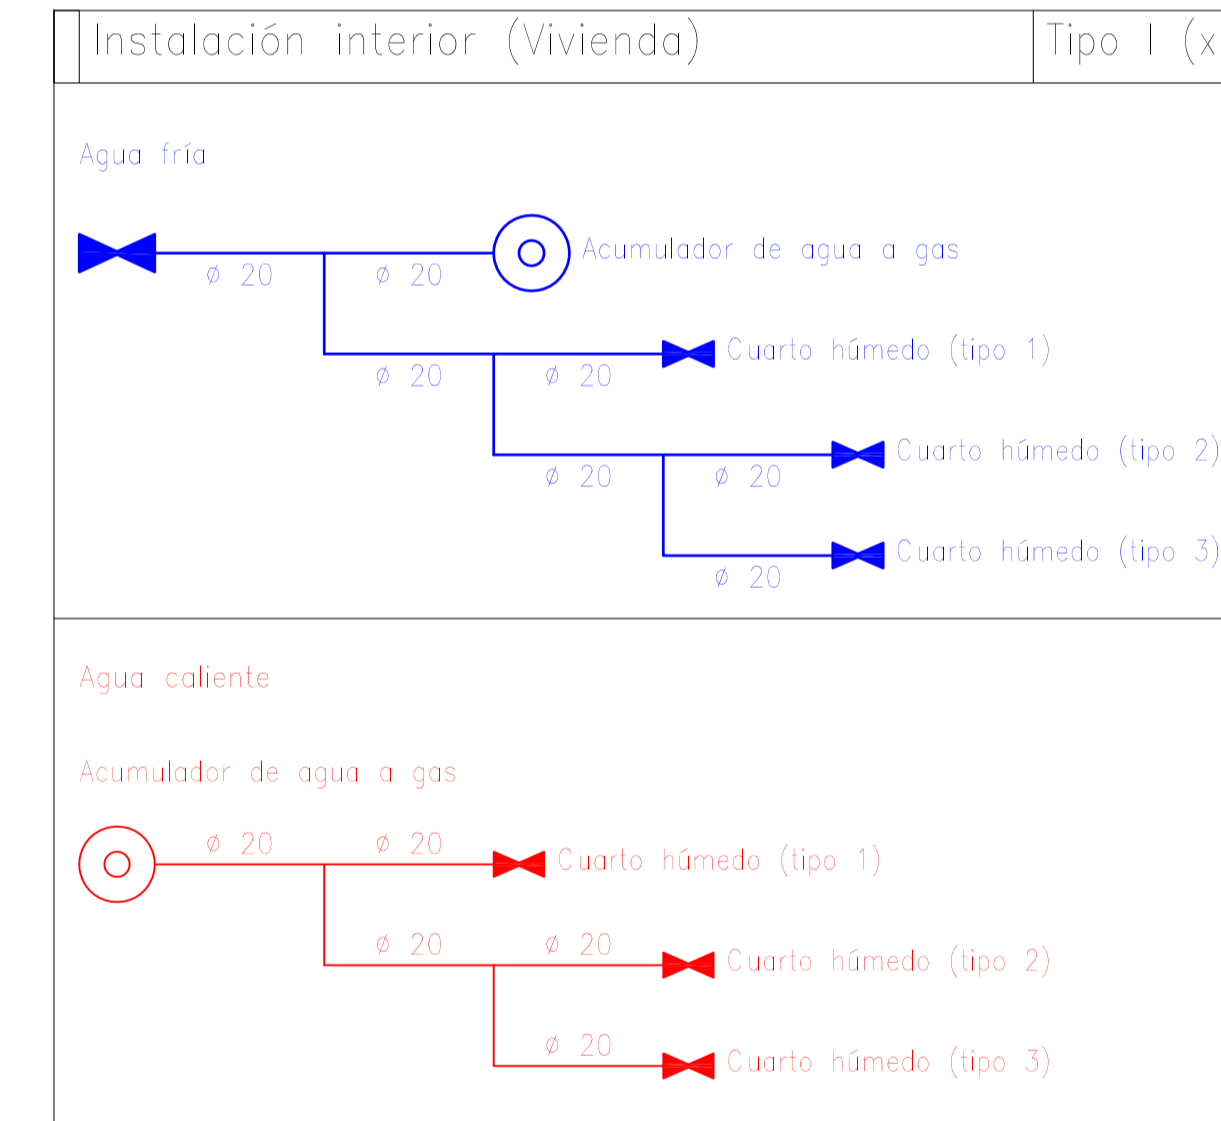 Instalación interior (Vivienda) Tipo I (x
Agua fría
Acumulador de agua a gas
ø 20 ø 20
Cuarto húmedo (tipo 1)
ø 20 ø 20
Cuarto húmedo (tipo 2)
ø 20 ø 20
Cuarto húmedo (tipo 3)
ø 20
Agua caliente
Acumulador de agua a gas
ø 20 ø 20
Cuarto húmedo (tipo 1)
ø 20 ø 20
Cuarto húmedo (tipo 2)
ø 20
Cuarto húmedo (tipo 3)